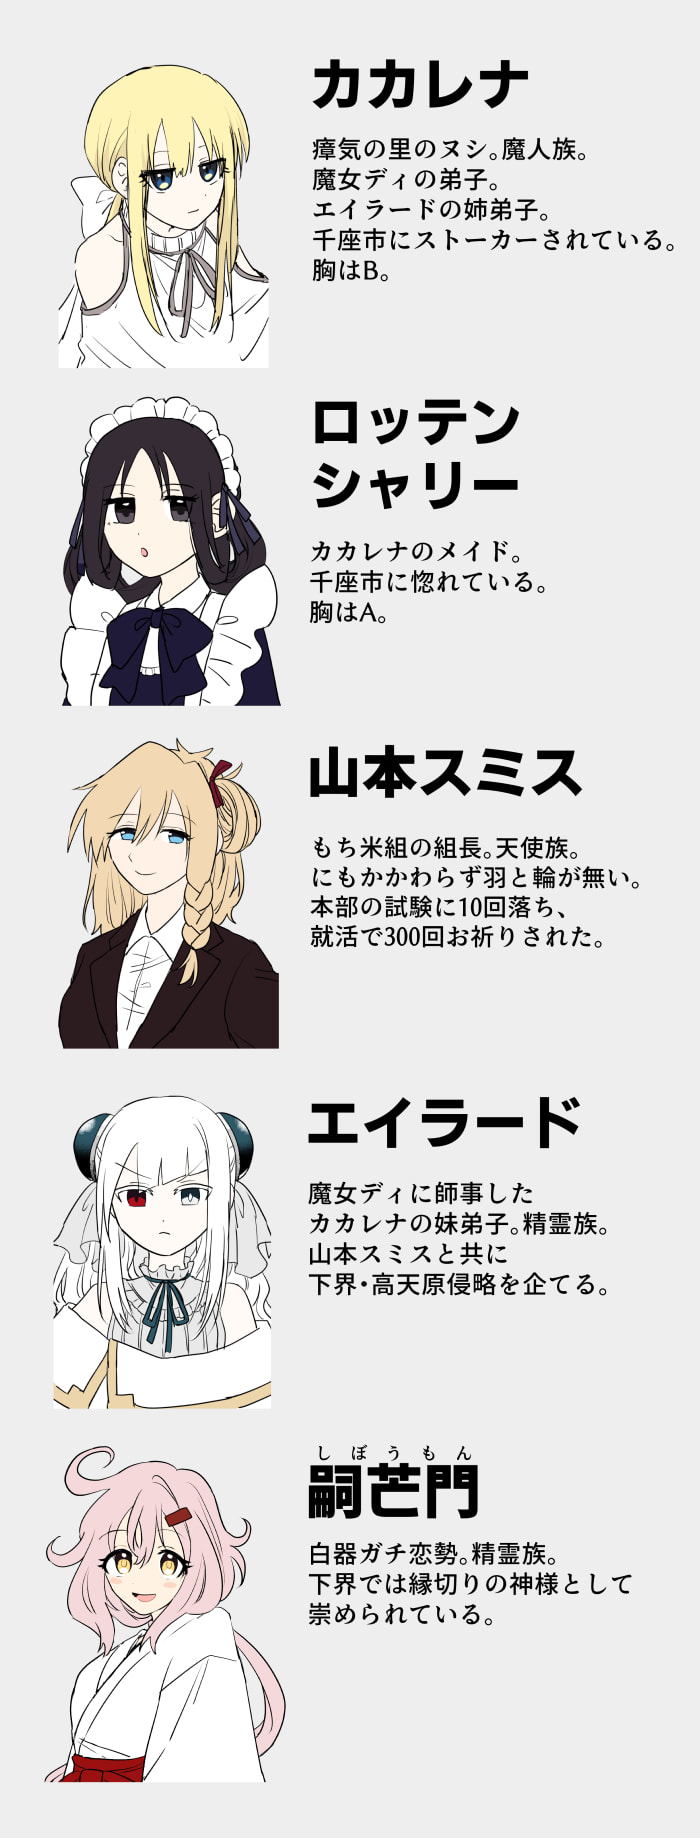 カカレナ
瘴気の里のヌシ。魔人族。
魔女ディの弟子。
エイラードの姉弟子。
千座市にストーカーされている。
胸はB。
ロッテン
シャリー
カカレナのメイド。
千座市に惚れている。
胸はA。
山本スミス
もち米組の組長。天使族。
にもかかわらず羽と輪が無い。
本部の試験に10回落ち、
就活で300回お祈りされた。
エイラード
魔女ディに師事した
カカレナの妹弟子。精霊族。
山本スミスと共に
下界・高天原侵略を企てる。
しぼうもん
嗣芒門
白器ガチ恋勢。精霊族。
下界では縁切りの神様として
崇められている。